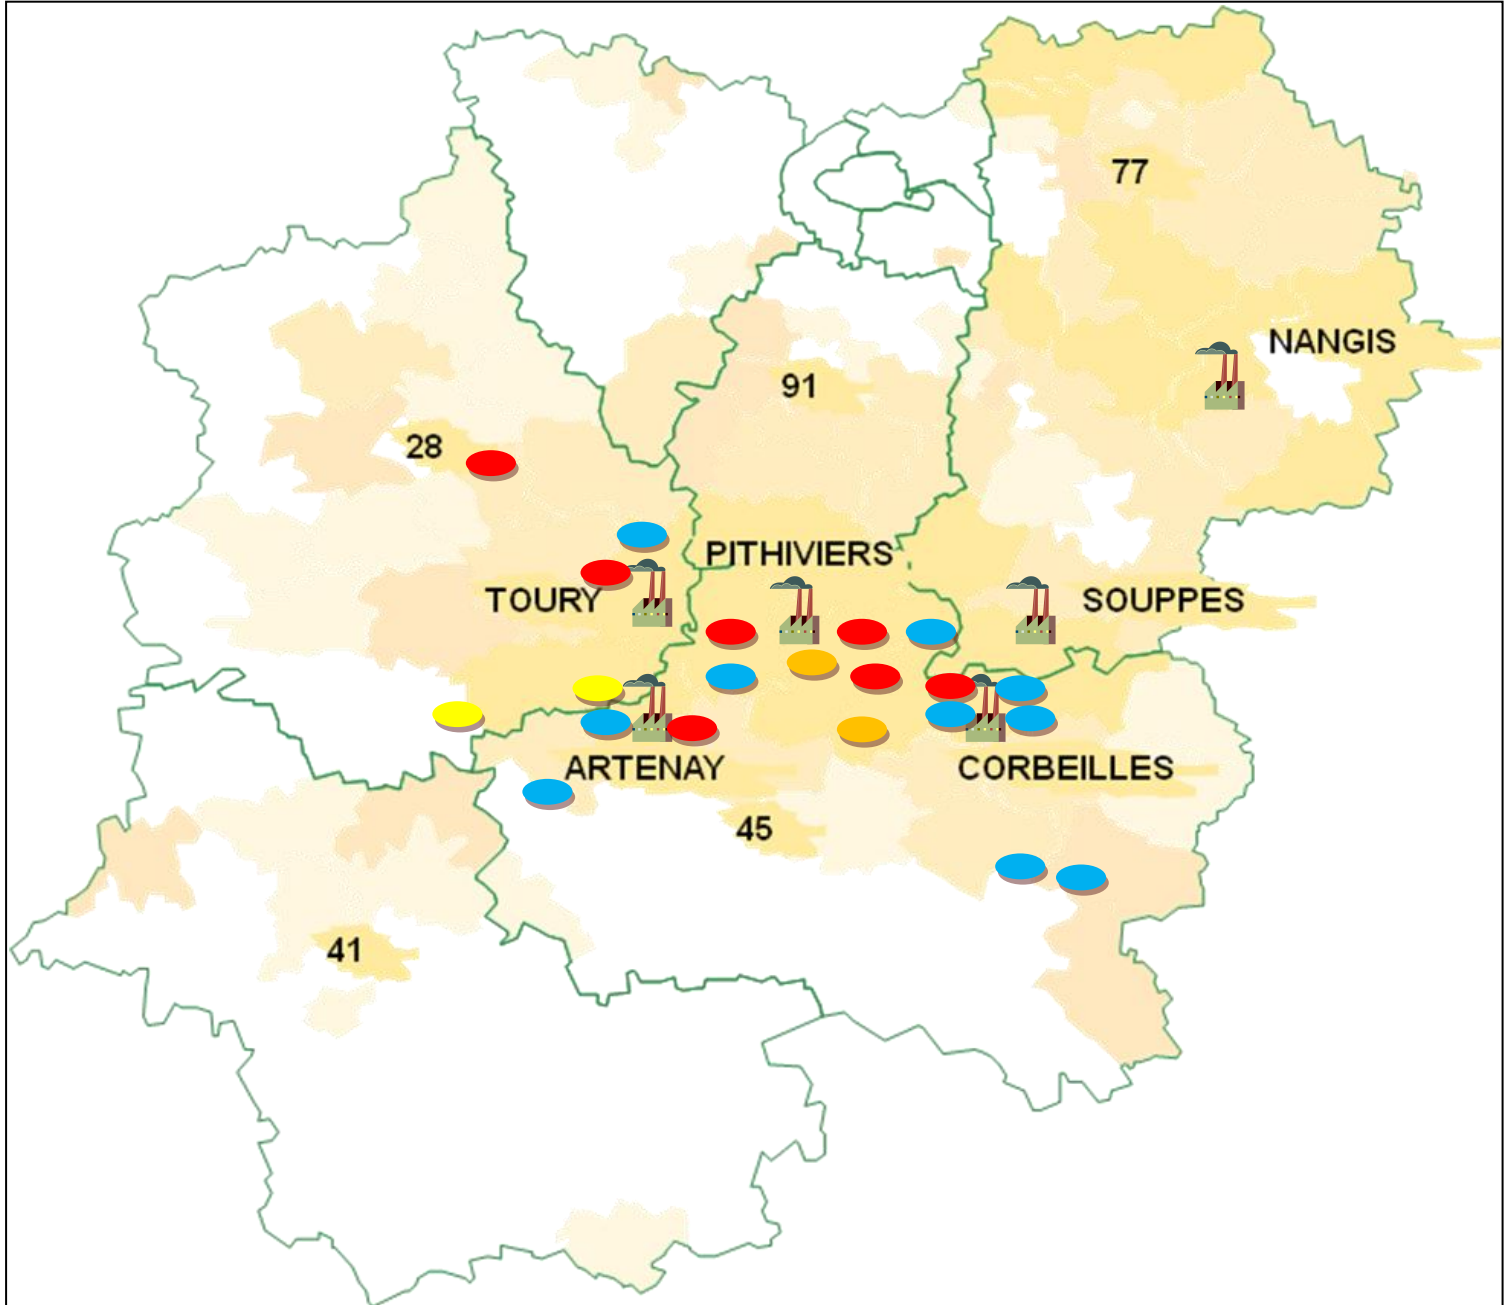 77
NANGIS
91
28
PITHIVIERS
TOURY
SOUPPES
ARTENAY
CORBEILLES
45
41